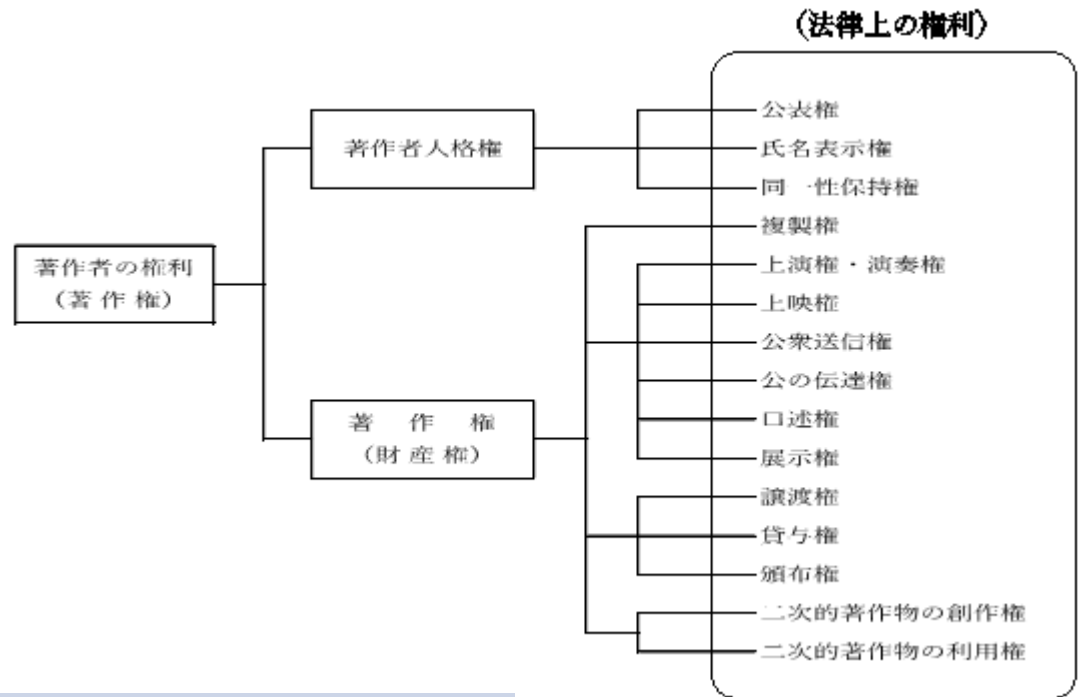 (法律上の権利)
著作者の権利
(著作権)
著作者人格権
公表権
氏名表示権
同一性保持権
著作権
(財産権)
複製権
上演権・演奏権
上映権
公衆送信権
公の伝達権
口述権
展示権
譲渡権
貸与権
頒布権
二次的著作物の創作権
二次的著作物の利用権